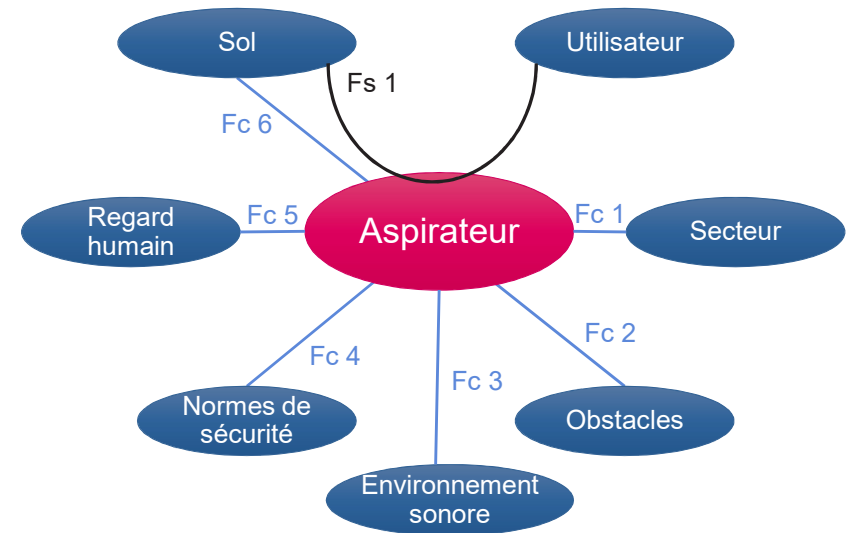 Sol
Utilisateur
Fs 1
Fc 6
Regard
humain
Fc 5
Aspirateur
Fc 1
Secteur
Fc 2
Fc 4
Fc 3
Normes de
sécurité
Obstacles
Environnement
sonore